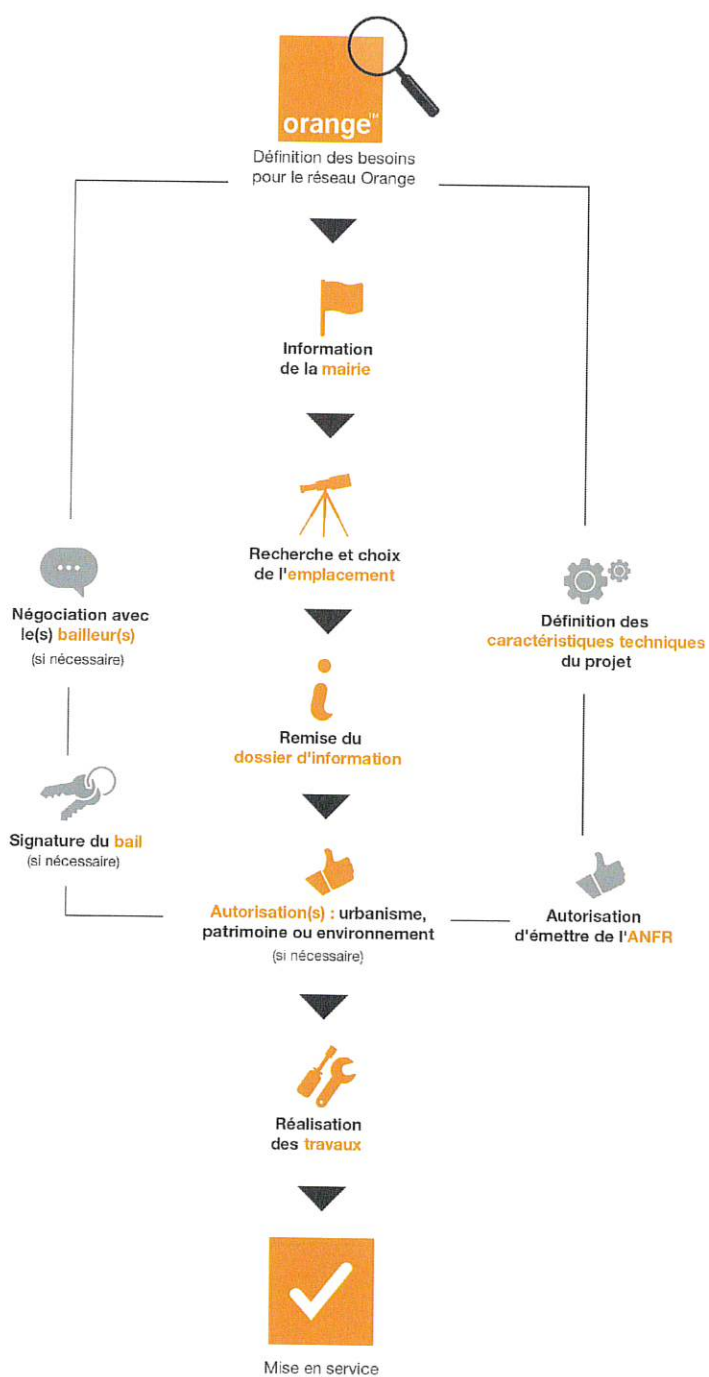 orange™
Définition des besoins
pour le réseau Orange
Information
de la mairie
Recherche et choix
de l'emplacement
Négociation avec
le(s) bailleur(s)
(si nécessaire)
Définition des
caractéristiques techniques
du projet
Remise du
dossier d'information
Signature du bail
(si nécessaire)
Autorisation(s) : urbanisme,
patrimoine ou environnement
(si nécessaire)
Autorisation
d'émettre de l'ANFR
Réalisation
des travaux
Mise en service